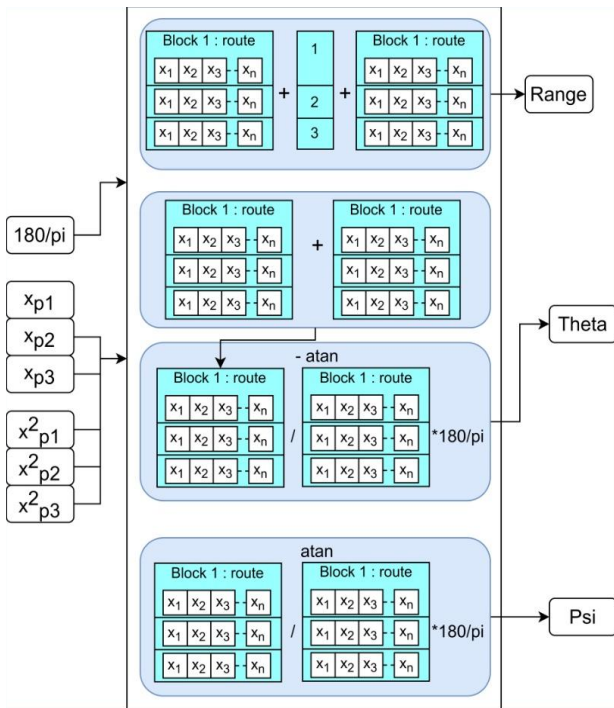 Block 1 : route 1 Block 1 : route
x1 x2 x3 xn x1 x2 x3 xn
x1 x2 x3 xn + 2 + x1 x2 x3 xn
x1 x2 x3 xn 3 x1 x2 x3 xn
Range
180/pi
Block 1 : route Block 1 : route
x1 x2 x3 xn + x1 x2 x3 xn
x1 x2 x3 xn x1 x2 x3 xn
x1 x2 x3 xn x1 x2 x3 xn
xp1
xp2
xp3
x²p1
x²p2
x²p3
- atan
Block 1 : route Block 1 : route
x1 x2 x3 xn x1 x2 x3 xn
x1 x2 x3 xn / x1 x2 x3 xn *180/pi
x1 x2 x3 xn x1 x2 x3 xn
Theta
atan
Block 1 : route Block 1 : route
x1 x2 x3 xn x1 x2 x3 xn
x1 x2 x3 xn / x1 x2 x3 xn *180/pi
x1 x2 x3 xn x1 x2 x3 xn
Psi